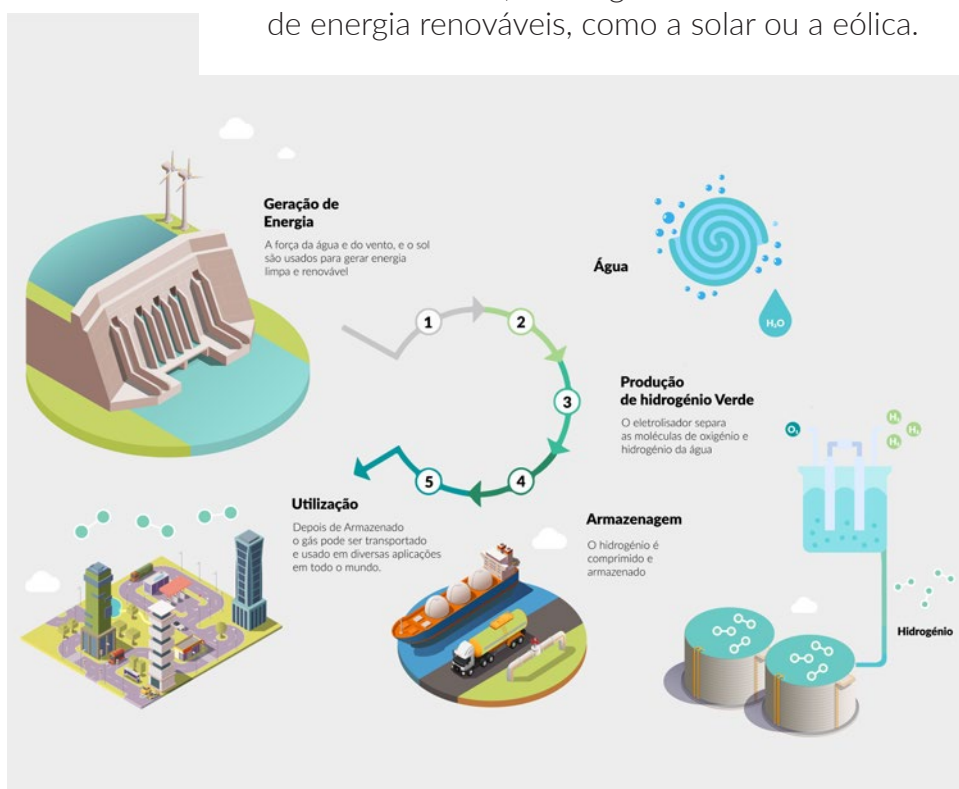 de energia renováveis, como a solar ou a eólica.
Geração de
Energia
A força da água e do vento, e o sol
são usados para gerar energia
limpa e renovável
1
2
3
4
5
Água
H₂O
Produção
de hidrogénio Verde
O eletrolisador separa
as moléculas de oxigénio e
hidrogénio da água
O₂
H₂
H₂
H₂
Armazenagem
O hidrogénio é
comprimido e
armazenado
Hidrogénio
Utilização
Depois de Armazenado
o gás pode ser transportado
e usado em diversas aplicações
em todo o mundo.